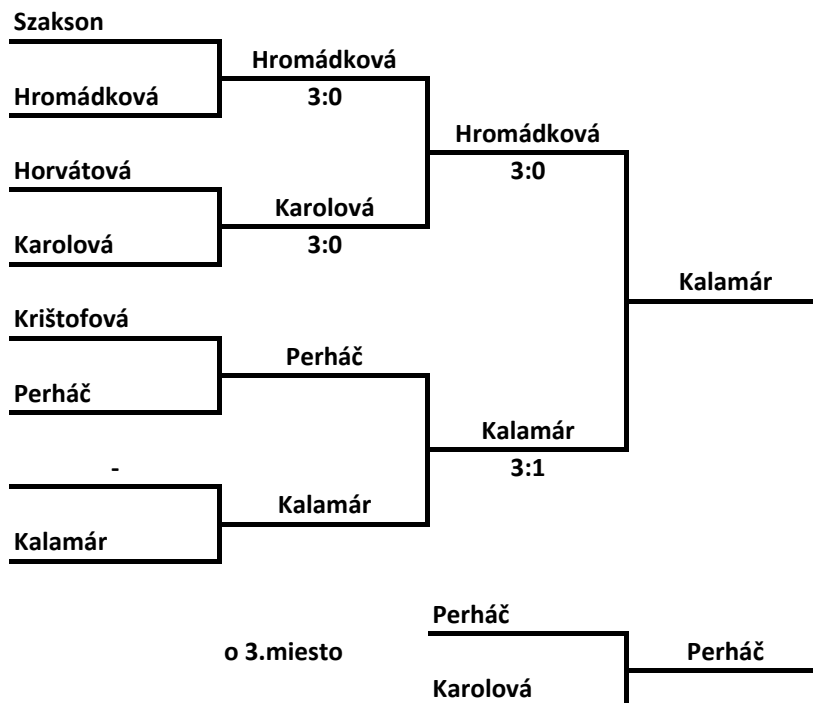 Szakson
Hromádková
Hromádková
3:0
Hromádková
3:0
Horvátová
Karolová
Karolová
3:0
Kalamár
Krištofová
Perháč
Perháč
Kalamár
3:1
-
Kalamár
Kalamár
Perháč
o 3.miesto
Perháč
Karolová